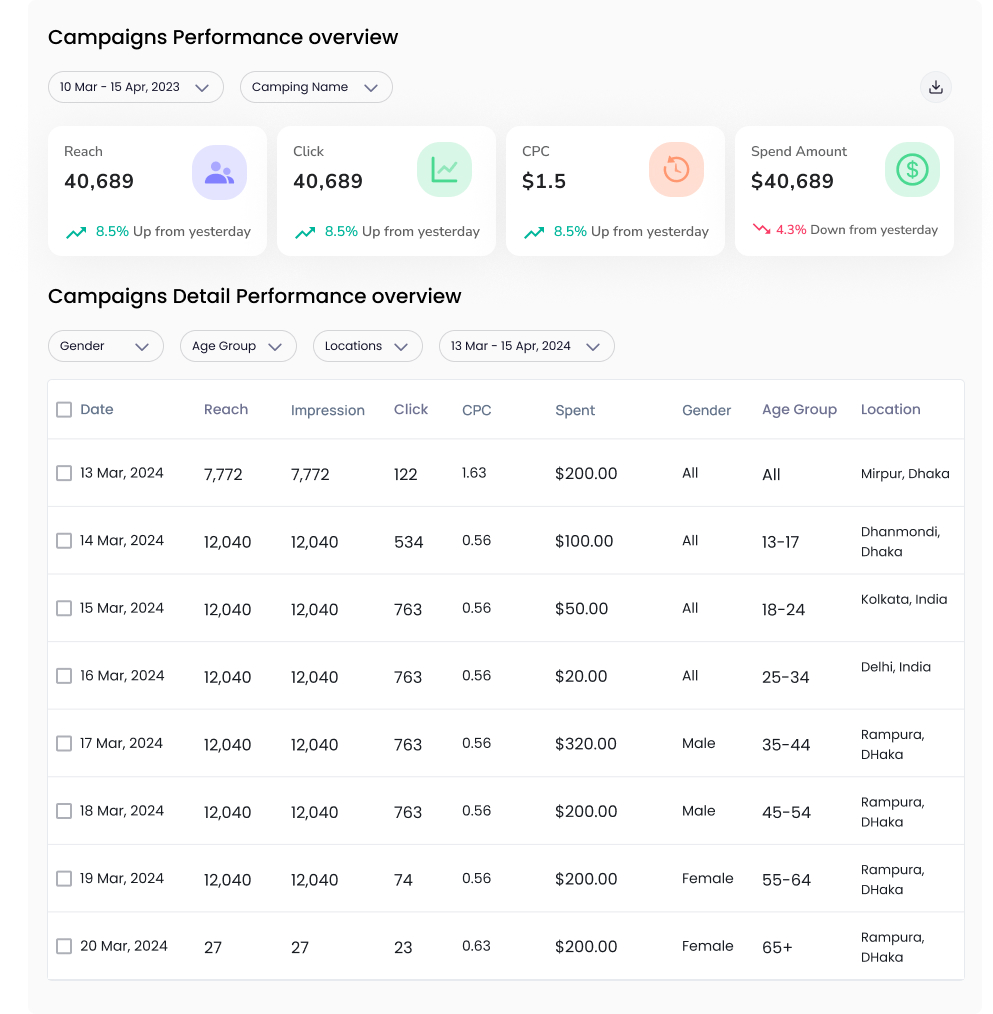 Campaigns Performance overview
10 Mar - 15 Apr, 2023 Camping Name
Reach Click CPC Spend Amount
40,689 40,689 $1.5 $40,689
8.5% Up from yesterday 8.5% Up from yesterday 8.5% Up from yesterday 4.3% Down from yesterday
Campaigns Detail Performance overview
Gender Age Group Locations 13 Mar - 15 Apr, 2024
Date Reach Impression Click CPC Spent Gender Age Group Location
13 Mar, 2024 7,772 7,772 122 1.63 $200.00 All All Mirpur, Dhaka
14 Mar, 2024 12,040 12,040 534 0.56 $100.00 All 13-17 Dhanmondi,
Dhaka
15 Mar, 2024 12,040 12,040 763 0.56 $50.00 All 18-24 Kolkata, India
16 Mar, 2024 12,040 12,040 763 0.56 $20.00 All 25-34 Delhi, India
17 Mar, 2024 12,040 12,040 763 0.56 $320.00 Male 35-44 Rampura,
DHaka
18 Mar, 2024 12,040 12,040 763 0.56 $200.00 Male 45-54 Rampura,
DHaka
19 Mar, 2024 12,040 12,040 74 0.56 $200.00 Female 55-64 Rampura,
DHaka
20 Mar, 2024 27 27 23 0.63 $200.00 Female 65+ Rampura,
DHaka